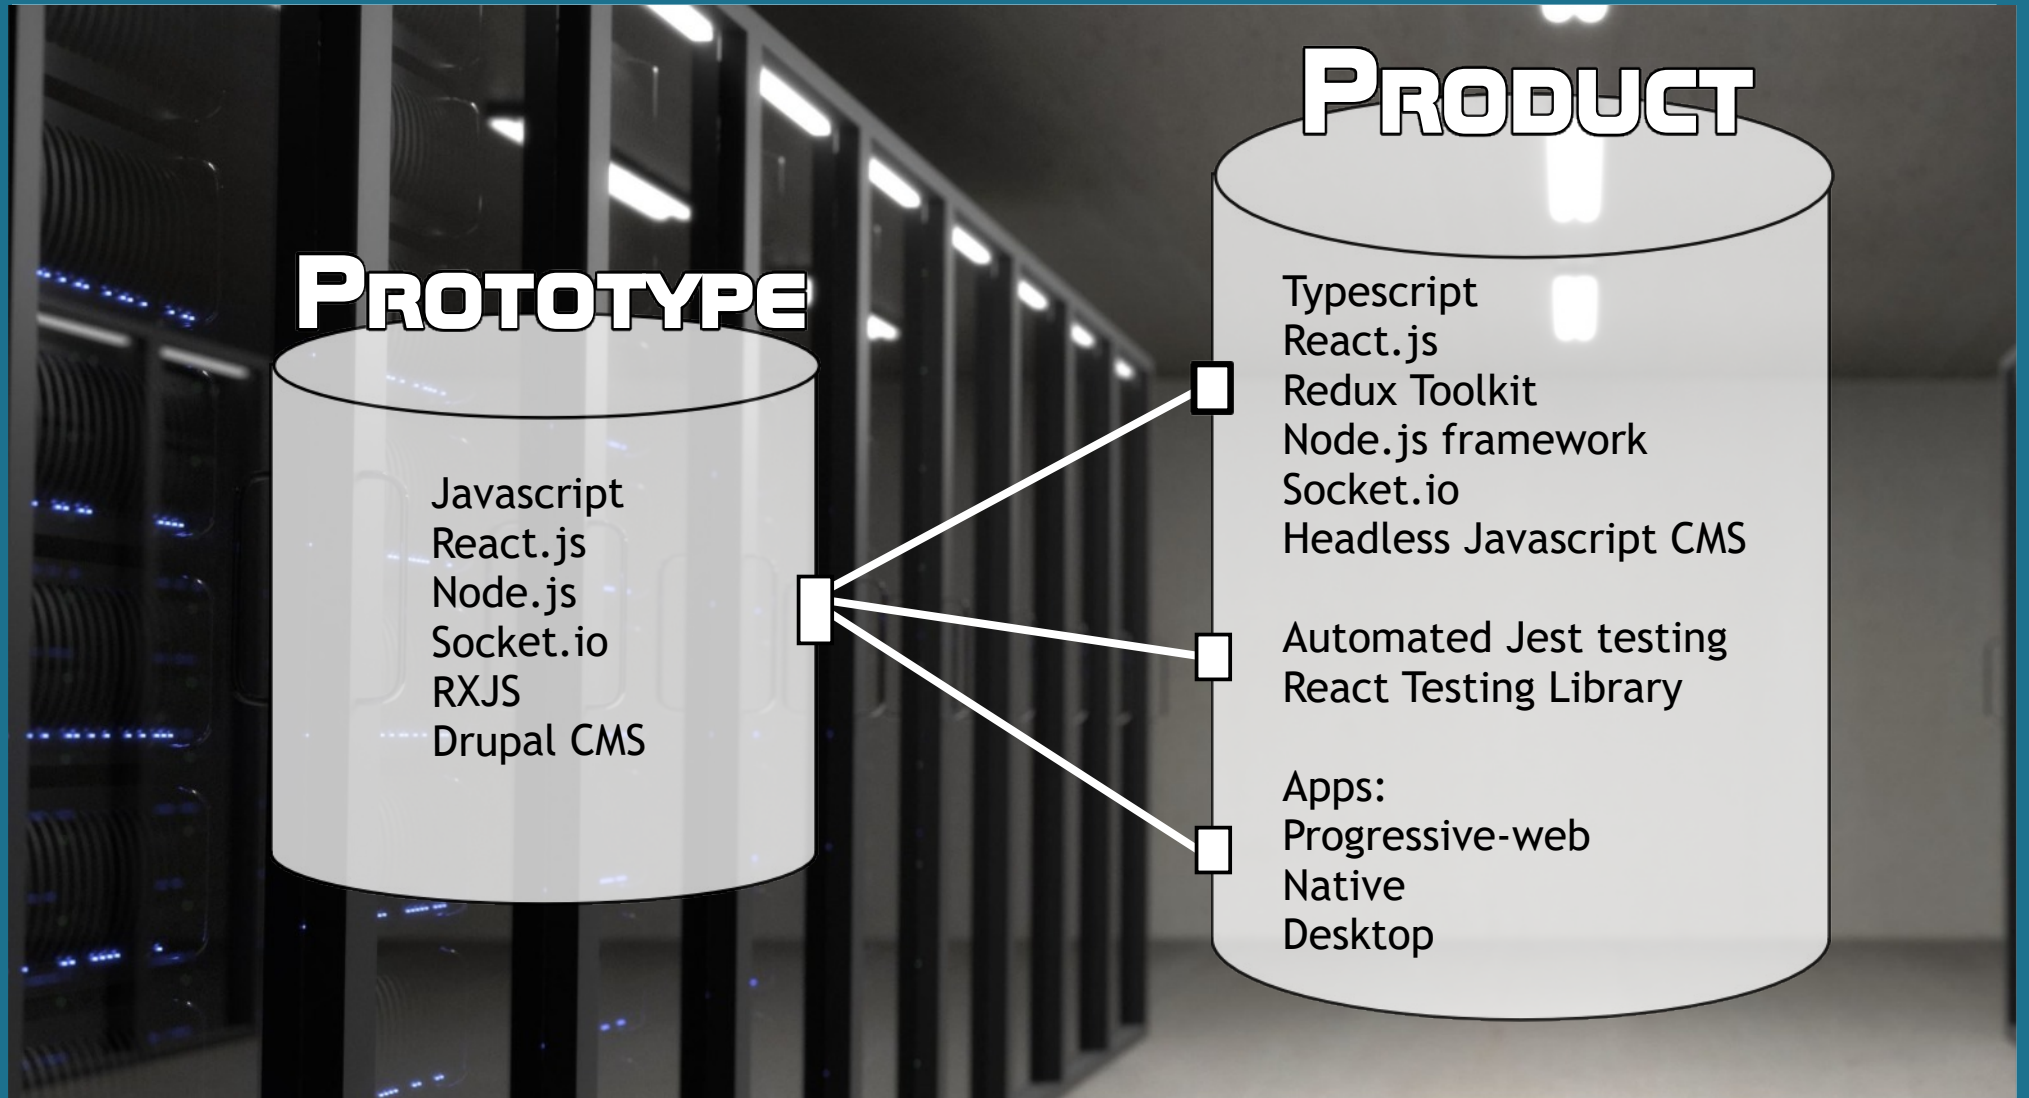 PROTOTYPE
Javascript
React.js
Node.js
Socket.io
RXJS
Drupal CMS
PRODUCT
Typescript
React.js
Redux Toolkit
Node.js framework
Socket.io
Headless Javascript CMS
Automated Jest testing
React Testing Library
Apps:
Progressive-web
Native
Desktop